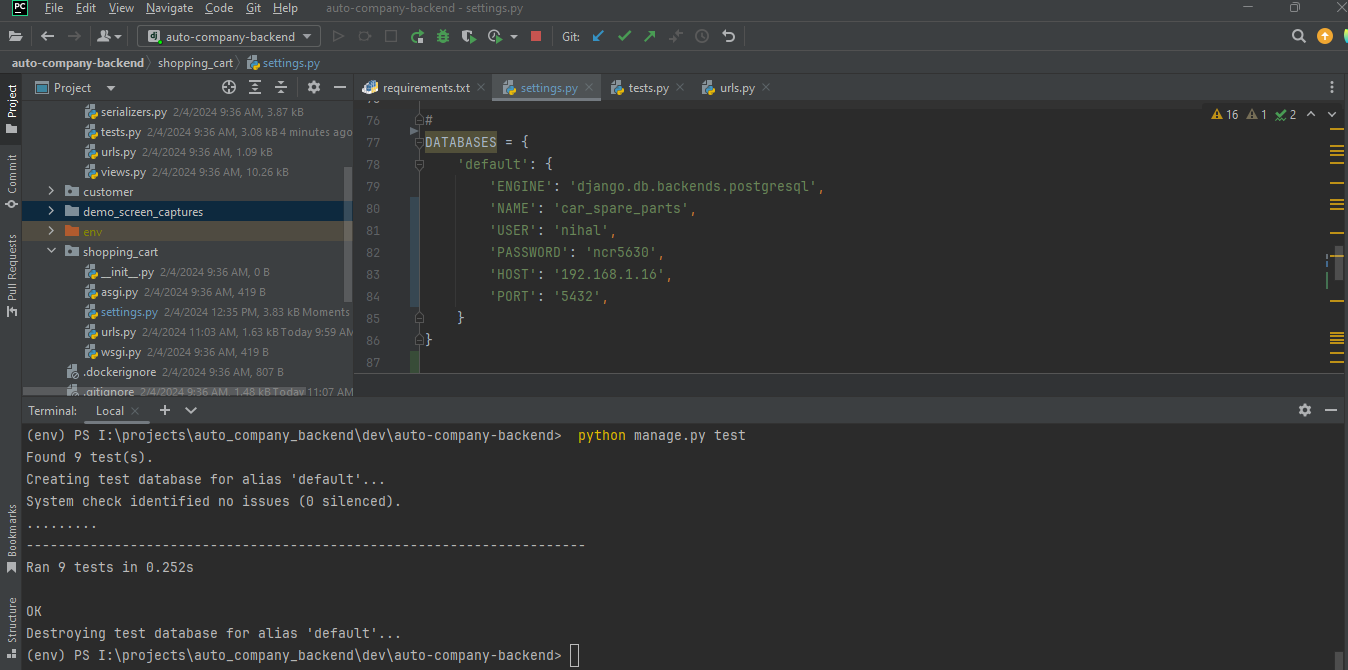 PC File Edit View Navigate Code Git Help auto-company-backend - settings.py
auto-company-backend Git:
auto-company-backend shopping_cart settings.py
Project
Project
requirements.txt settings.py tests.py urls.py
serializers.py 2/4/2024 9:36 AM, 3.87 kB
tests.py 2/4/2024 9:36 AM, 3.08 kB 4 minutes ago
urls.py 2/4/2024 9:36 AM, 1.09 kB
views.py 2/4/2024 9:36 AM, 10.26 kB
customer
demo_screen_captures
env
shopping_cart
__init__.py 2/4/2024 9:36 AM, 0 B
asgi.py 2/4/2024 9:36 AM, 419 B
settings.py 2/4/2024 12:35 PM, 3.83 kB Moments
urls.py 2/4/2024 11:03 AM, 1.63 kB Today 9:59 AM
wsgi.py 2/4/2024 9:36 AM, 419 B
.dockerignore 2/4/2024 9:36 AM, 807 B
.gitignore 2/4/2024 9:36 AM, 1.48 kB Today 11:07 AM
Commit
Pull Requests
16 1 2
76 #
77 DATABASES = {
78 'default': {
79 'ENGINE': 'django.db.backends.postgresql',
80 'NAME': 'car_spare_parts',
81 'USER': 'nihal',
82 'PASSWORD': 'ncr5630',
83 'HOST': '192.168.1.16',
84 'PORT': '5432',
85 }
86 }
87
Terminal: Local
(env) PS I:\projects\auto_company_backend\dev\auto-company-backend> python manage.py test
Found 9 test(s).
Creating test database for alias 'default'...
System check identified no issues (0 silenced).
.........
----------------------------------------------------------------------
Ran 9 tests in 0.252s
OK
Destroying test database for alias 'default'...
(env) PS I:\projects\auto_company_backend\dev\auto-company-backend>
Bookmarks
Structure